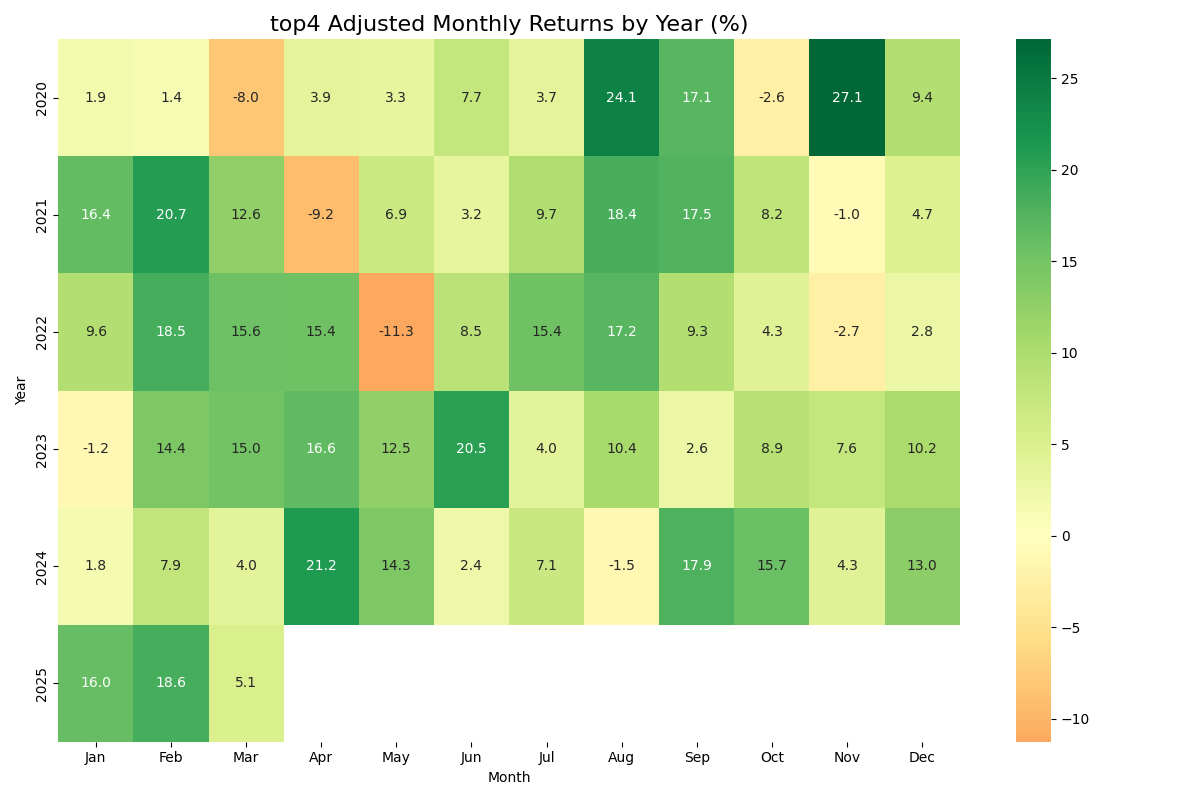 top4 Adjusted Monthly Returns by Year (%)
2020 1.9 1.4 -8.0 3.9 3.3 7.7 3.7 24.1 17.1 -2.6 27.1 9.4
2021 16.4 20.7 12.6 -9.2 6.9 3.2 9.7 18.4 17.5 8.2 -1.0 4.7
2022 9.6 18.5 15.6 15.4 -11.3 8.5 15.4 17.2 9.3 4.3 -2.7 2.8
Year
2023 -1.2 14.4 15.0 16.6 12.5 20.5 4.0 10.4 2.6 8.9 7.6 10.2
2024 1.8 7.9 4.0 21.2 14.3 2.4 7.1 -1.5 17.9 15.7 4.3 13.0
2025 16.0 18.6 5.1
Jan Feb Mar Apr May Jun Jul Aug Sep Oct Nov Dec
Month
25
20
15
10
5
0
−5
−10